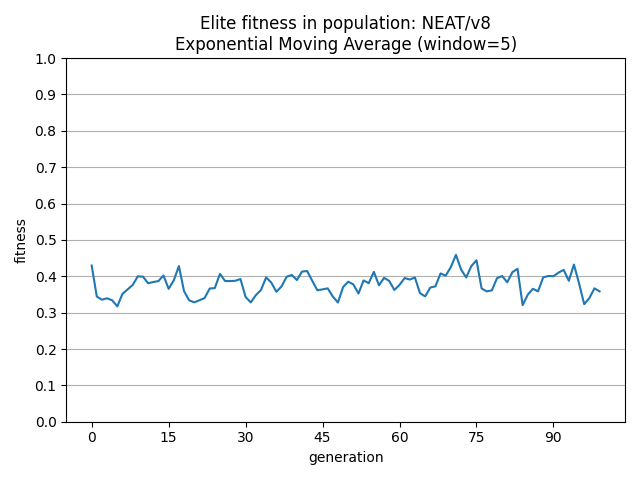 Elite fitness in population: NEAT/v8
Exponential Moving Average (window=5)
1.0
0.9
0.8
0.7
0.6
0.5
0.4
0.3
0.2
0.1
0.0
fitness
0 15 30 45 60 75 90
generation